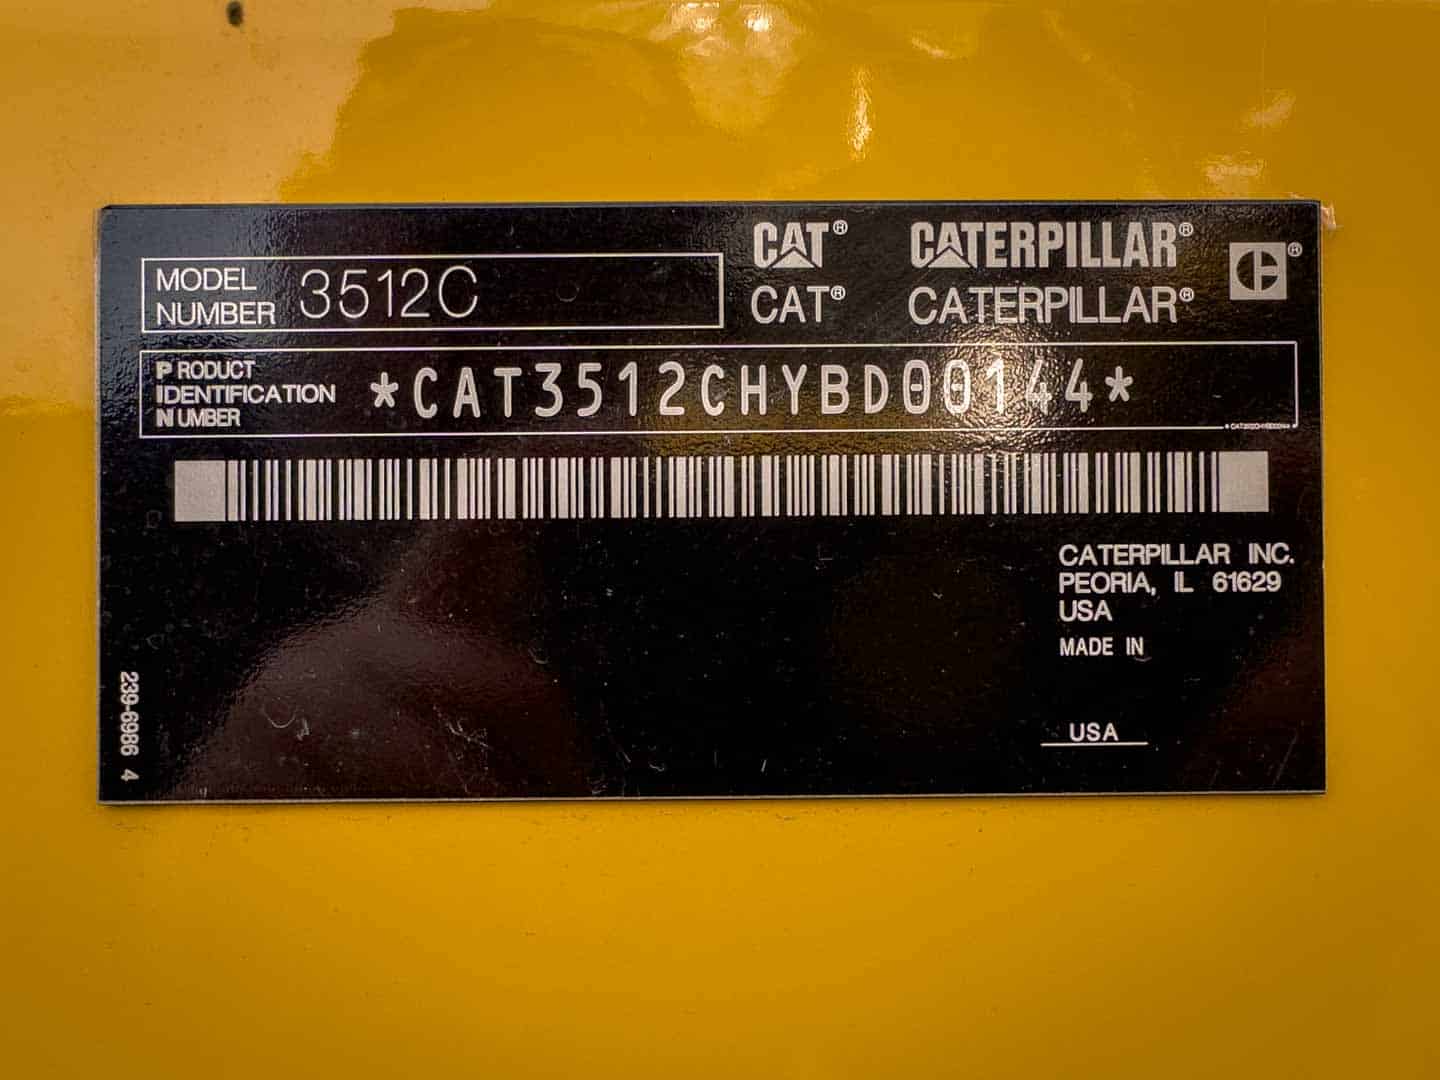 MODEL NUMBER 3512C
CAT® CATERPILLAR®
CAT® CATERPILLAR®
PRODUCT IDENTIFICATION NUMBER *CAT3512CHYBD00144*
CATERPILLAR INC.
PEORIA, IL 61629
USA
MADE IN
USA
239-6986 4